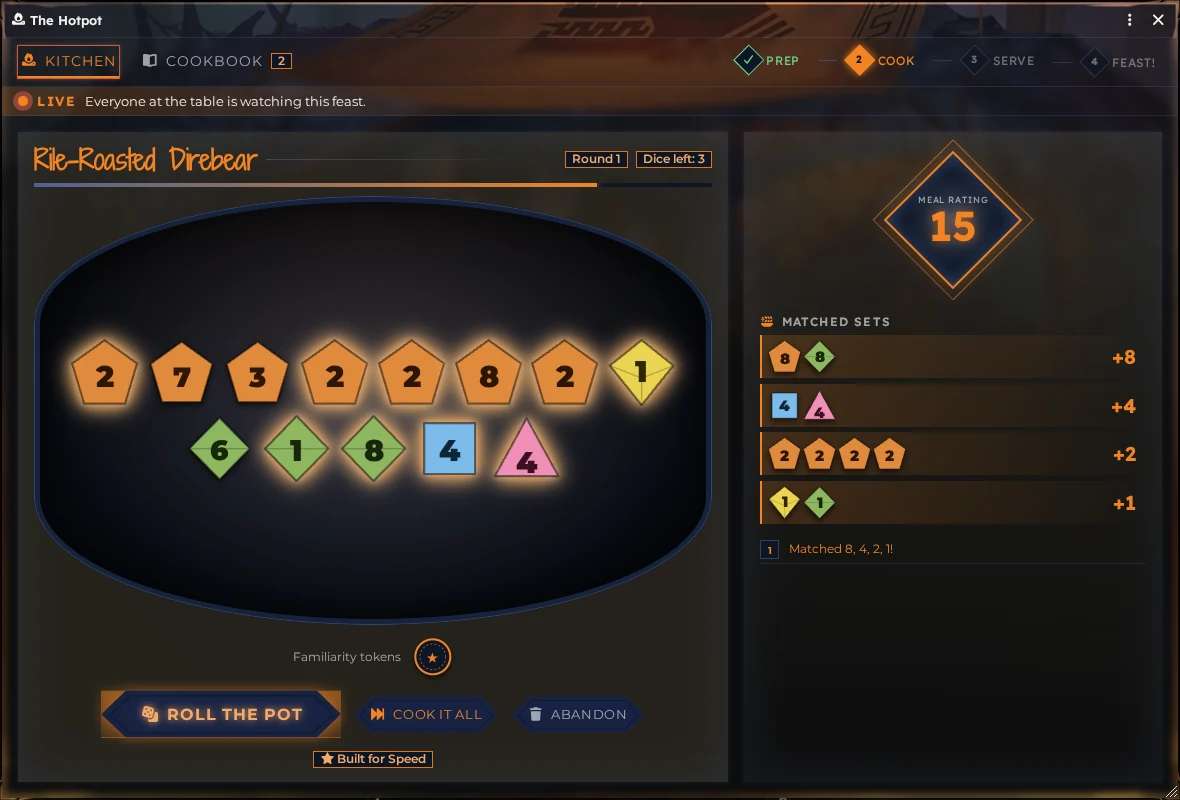 The Hotpot
KITCHEN
COOKBOOK 2
PREP
2 COOK
3 SERVE
4 FEAST!
LIVE Everyone at the table is watching this feast.
Rile-Roasted Direbear
Round 1
Dice left: 3
2 7 3 2 2 8 2 1
6 1 8 4 4
Familiarity tokens
ROLL THE POT
COOK IT ALL
ABANDON
Built for Speed
MEAL RATING
15
MATCHED SETS
8 8 +8
4 4 +4
2 2 2 2 +2
1 1 +1
1 Matched 8, 4, 2, 1!